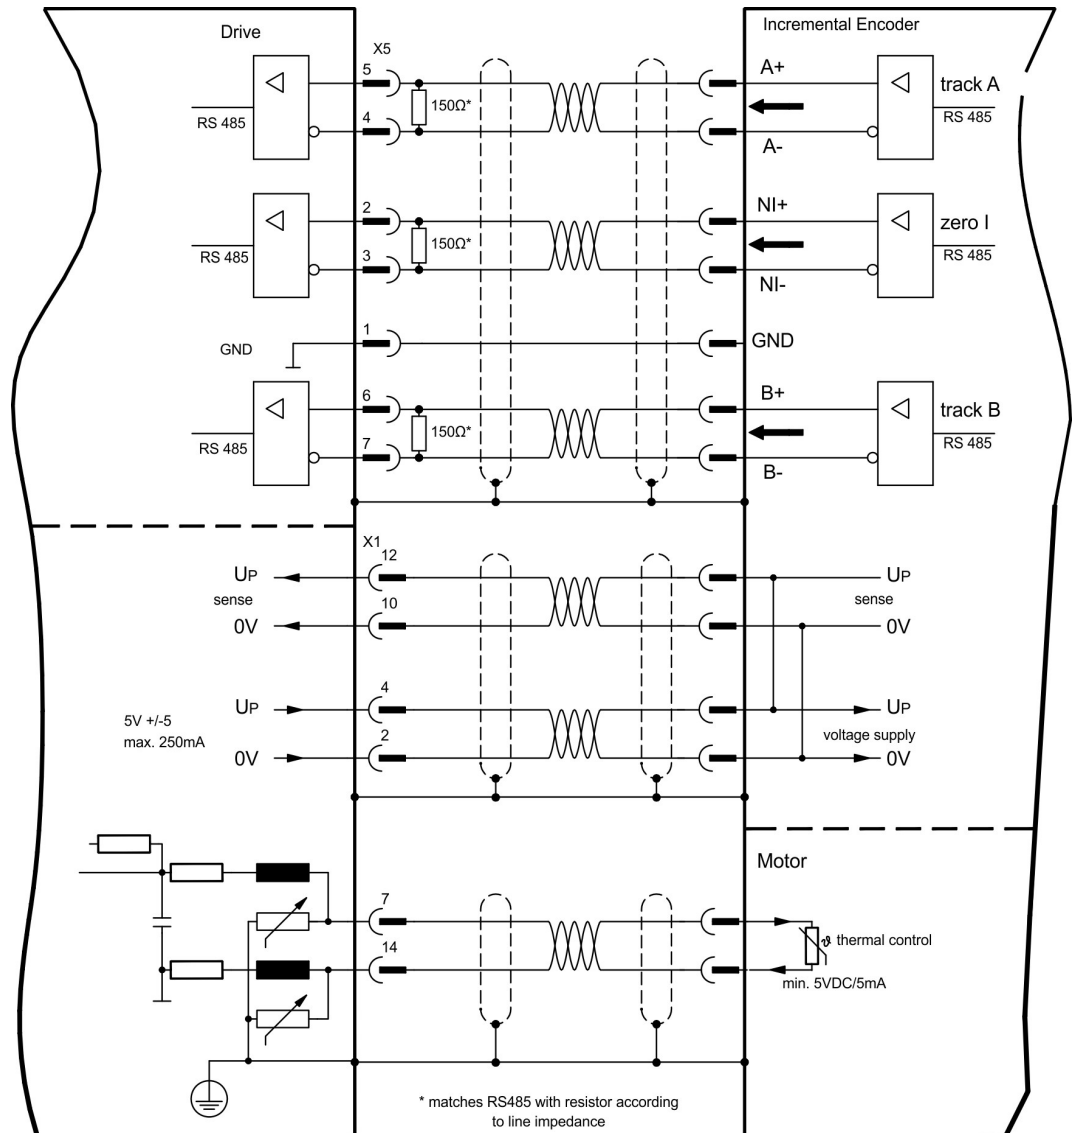 Drive
X5
Incremental Encoder
5
A+
track A
150Ω*
RS 485
RS 485
4
A-
2
NI+
zero I
150Ω*
RS 485
RS 485
3
NI-
1
GND
GND
6
B+
track B
150Ω*
RS 485
RS 485
7
B-
X1
12
UP
UP
sense
sense
10
0V
0V
4
UP
UP
5V +/-5
max. 250mA
voltage supply
2
0V
0V
Motor
7
ϑ thermal control
14
min. 5VDC/5mA
* matches RS485 with resistor according
to line impedance